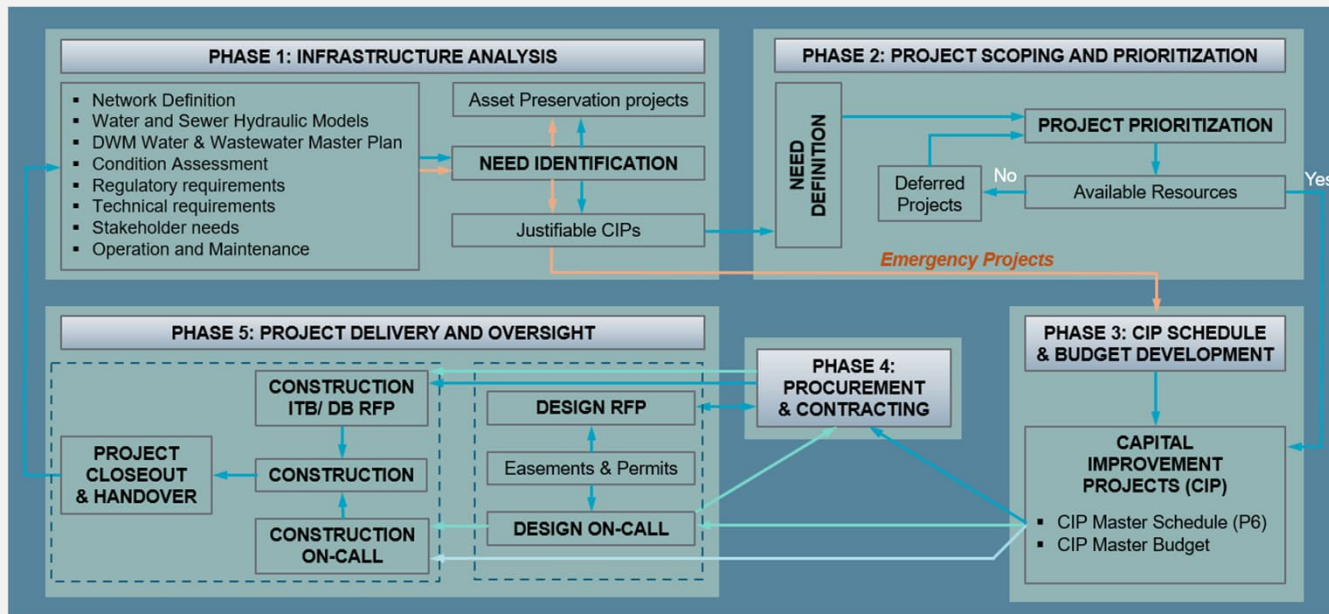 PHASE 1: INFRASTRUCTURE ANALYSIS
▪ Network Definition
▪ Water and Sewer Hydraulic Models
▪ DWM Water & Wastewater Master Plan
▪ Condition Assessment
▪ Regulatory requirements
▪ Technical requirements
▪ Stakeholder needs
▪ Operation and Maintenance
Asset Preservation projects
NEED IDENTIFICATION
Justifiable CIPs
PHASE 2: PROJECT SCOPING AND PRIORITIZATION
NEED
DEFINITION
PROJECT PRIORITIZATION
Deferred
Projects
No
Available Resources
Yes
Emergency Projects
PHASE 3: CIP SCHEDULE
& BUDGET DEVELOPMENT
CAPITAL
IMPROVEMENT
PROJECTS (CIP)
▪ CIP Master Schedule (P6)
▪ CIP Master Budget
PHASE 4:
PROCUREMENT
& CONTRACTING
PHASE 5: PROJECT DELIVERY AND OVERSIGHT
DESIGN RFP
Easements & Permits
DESIGN ON-CALL
CONSTRUCTION
ITB/ DB RFP
CONSTRUCTION
CONSTRUCTION
ON-CALL
PROJECT
CLOSEOUT
& HANDOVER